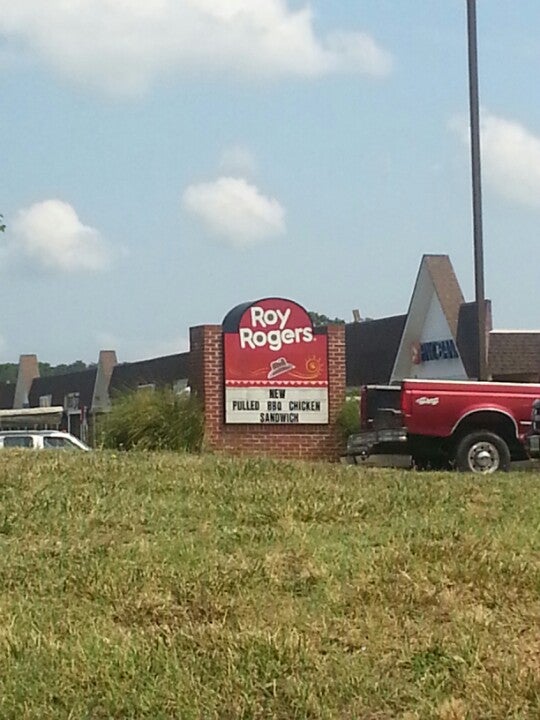 Roy
Rogers
NEW
PULLED BBQ CHICKEN
SANDWICH